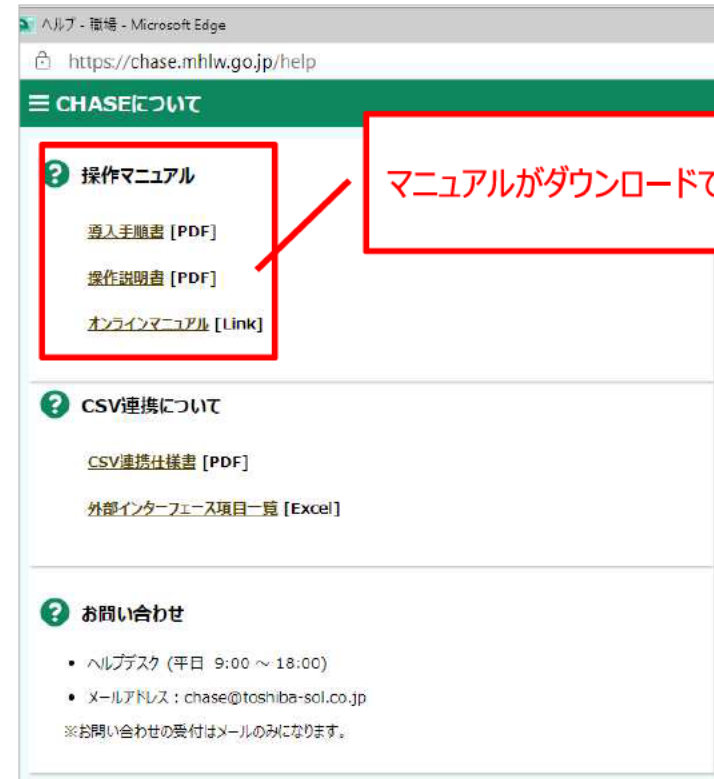 ヘルプ - 職場 - Microsoft Edge
https://chase.mhlw.go.jp/help
CHASEについて
操作マニュアル
マニュアルがダウンロードで
導入手順書 [PDF]
操作説明書 [PDF]
オンラインマニュアル [Link]
CSV連携について
CSV連携仕様書 [PDF]
外部インターフェース項目一覧 [Excel]
お問い合わせ
• ヘルプデスク (平日 9:00 ～ 18:00)
• メールアドレス : chase@toshiba-sol.co.jp
※お問い合わせの受付はメールのみになります。